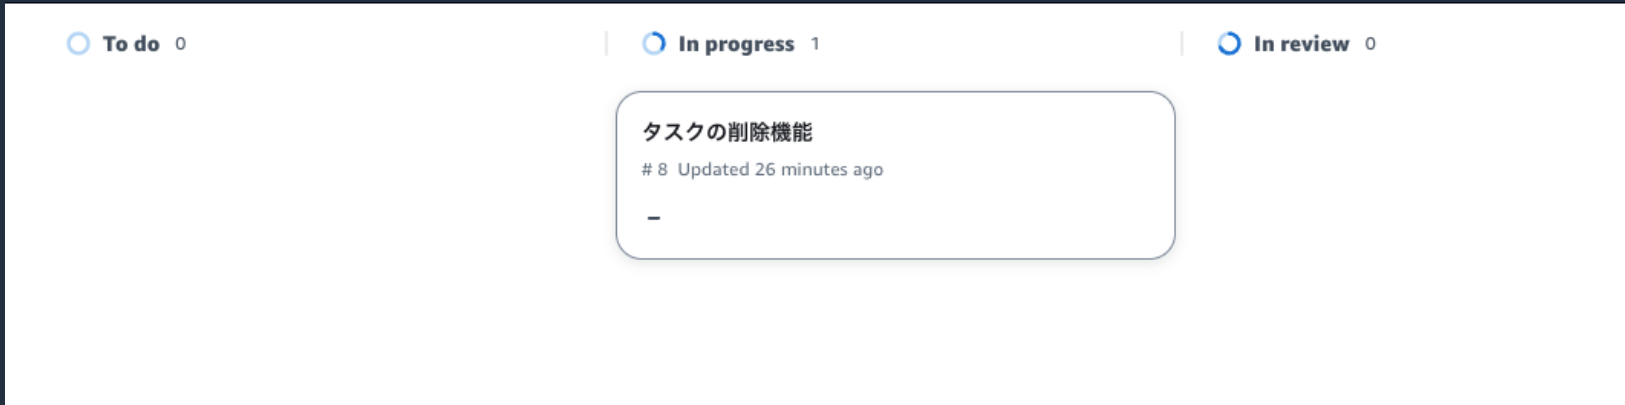 To do 0
In progress 1
In review 0
タスクの削除機能
# 8 Updated 26 minutes ago
–